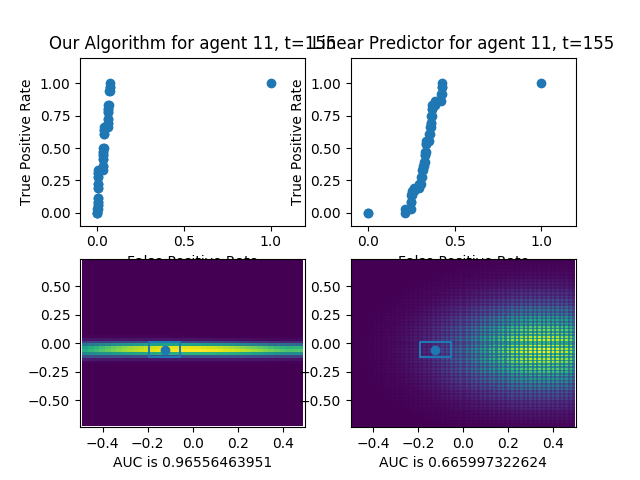 Our Algorithm for agent 11, t=155
Linear Predictor for agent 11, t=155
True Positive Rate
1.00
0.75
0.50
0.25
0.00
0.0 0.5 1.0
False Positive Rate
True Positive Rate
1.00
0.75
0.50
0.25
0.00
0.0 0.5 1.0
False Positive Rate
0.50
0.25
0.00
−0.25
−0.50
−0.4 −0.2 0.0 0.2 0.4
AUC is 0.96556463951
0.50
0.25
0.00
−0.25
−0.50
−0.4 −0.2 0.0 0.2 0.4
AUC is 0.665997322624